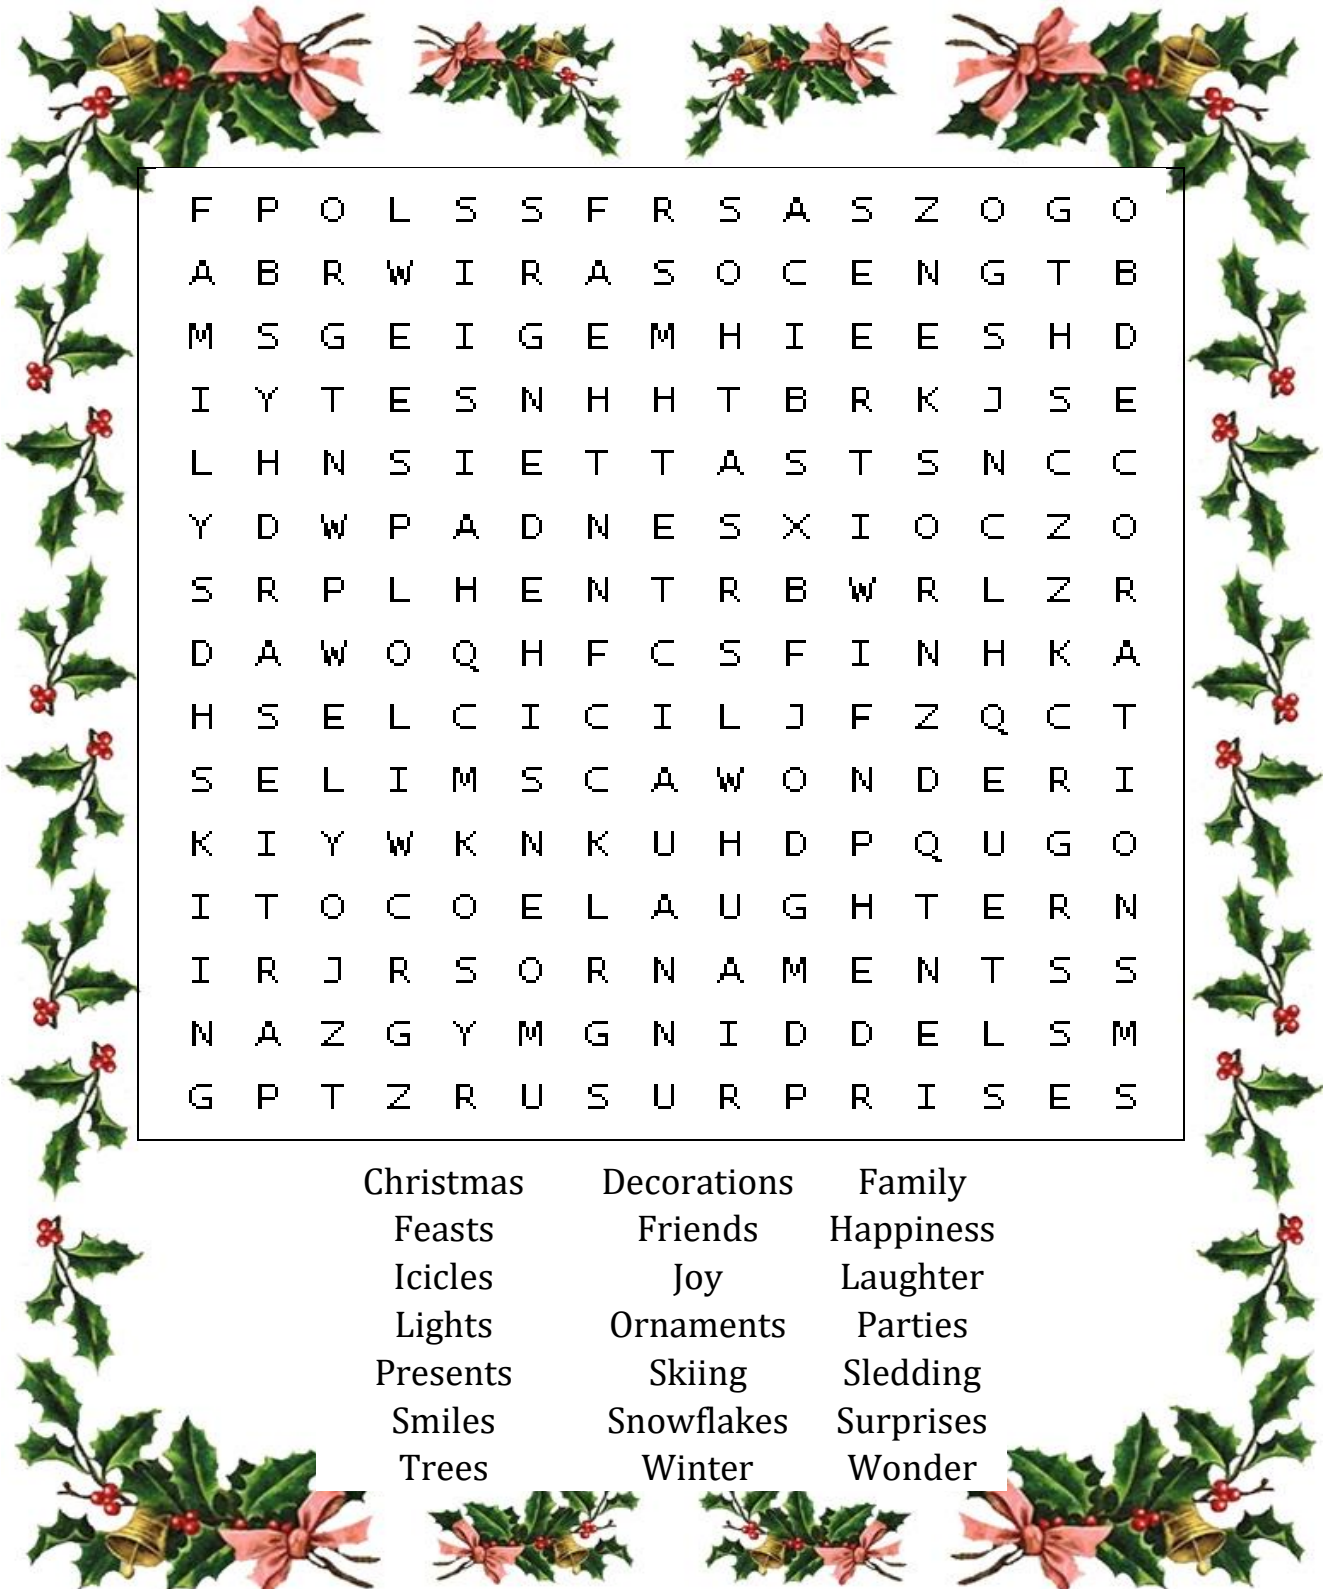 F P O L S S F R S A S Z O G O
A B R W I R A S O C E N G T B
M S G E I G E M H I E E S H D
I Y T E S N H H T B R K J S E
L H N S I E T T A S T S N C C
Y D W P A D N E S X I O C Z O
S R P L H E N T R B W R L Z R
D A W O Q H F C S F I N H K A
H S E L C I C I L J F Z Q C T
S E L I M S C A W O N D E R I
K I Y W K N K U H D P Q U G O
I T O C O E L A U G H T E R N
I R J R S O R N A M E N T S S
N A Z G Y M G N I D D E L S M
G P T Z R U S U R P R I S E S
Christmas Decorations Family
Feasts Friends Happiness
Icicles Joy Laughter
Lights Ornaments Parties
Presents Skiing Sledding
Smiles Snowflakes Surprises
Trees Winter Wonder